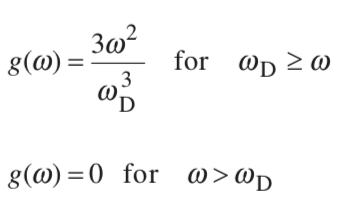 g(ω) = 3ω²/ω_D³ for ω_D ≥ ω
g(ω) = 0 for ω > ω_D